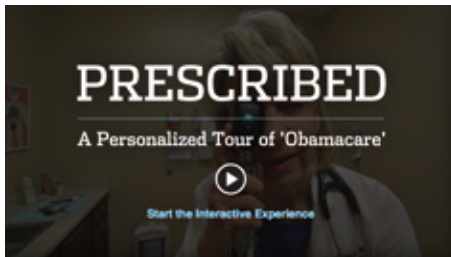 PRESCRIBED
A Personalized Tour of 'Obamacare'
Start the Interactive Experience